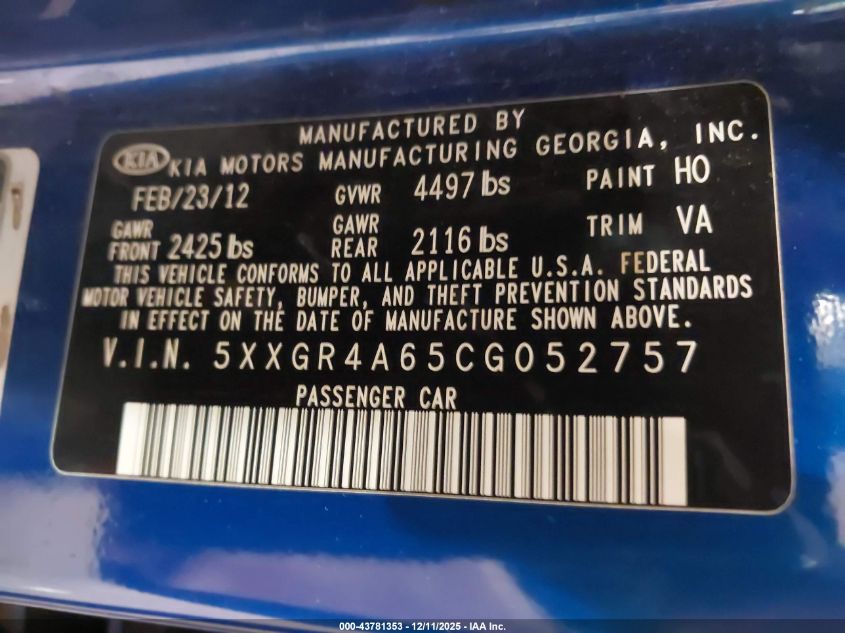 MANUFACTURED BY
KIA KIA MOTORS MANUFACTURING GEORGIA, INC.
FEB/23/12 GVWR 4497 lbs PAINT HO
GAWR FRONT 2425 lbs GAWR REAR 2116 lbs TRIM VA
THIS VEHICLE CONFORMS TO ALL APPLICABLE U.S.A. FEDERAL
MOTOR VEHICLE SAFETY, BUMPER, AND THEFT PREVENTION STANDARDS
IN EFFECT ON THE DATE OF MANUFACTURE SHOWN ABOVE.
V.I.N. 5XXGR4A65CG052757
PASSENGER CAR
000-43781353 - 12/11/2025 - IAA Inc.